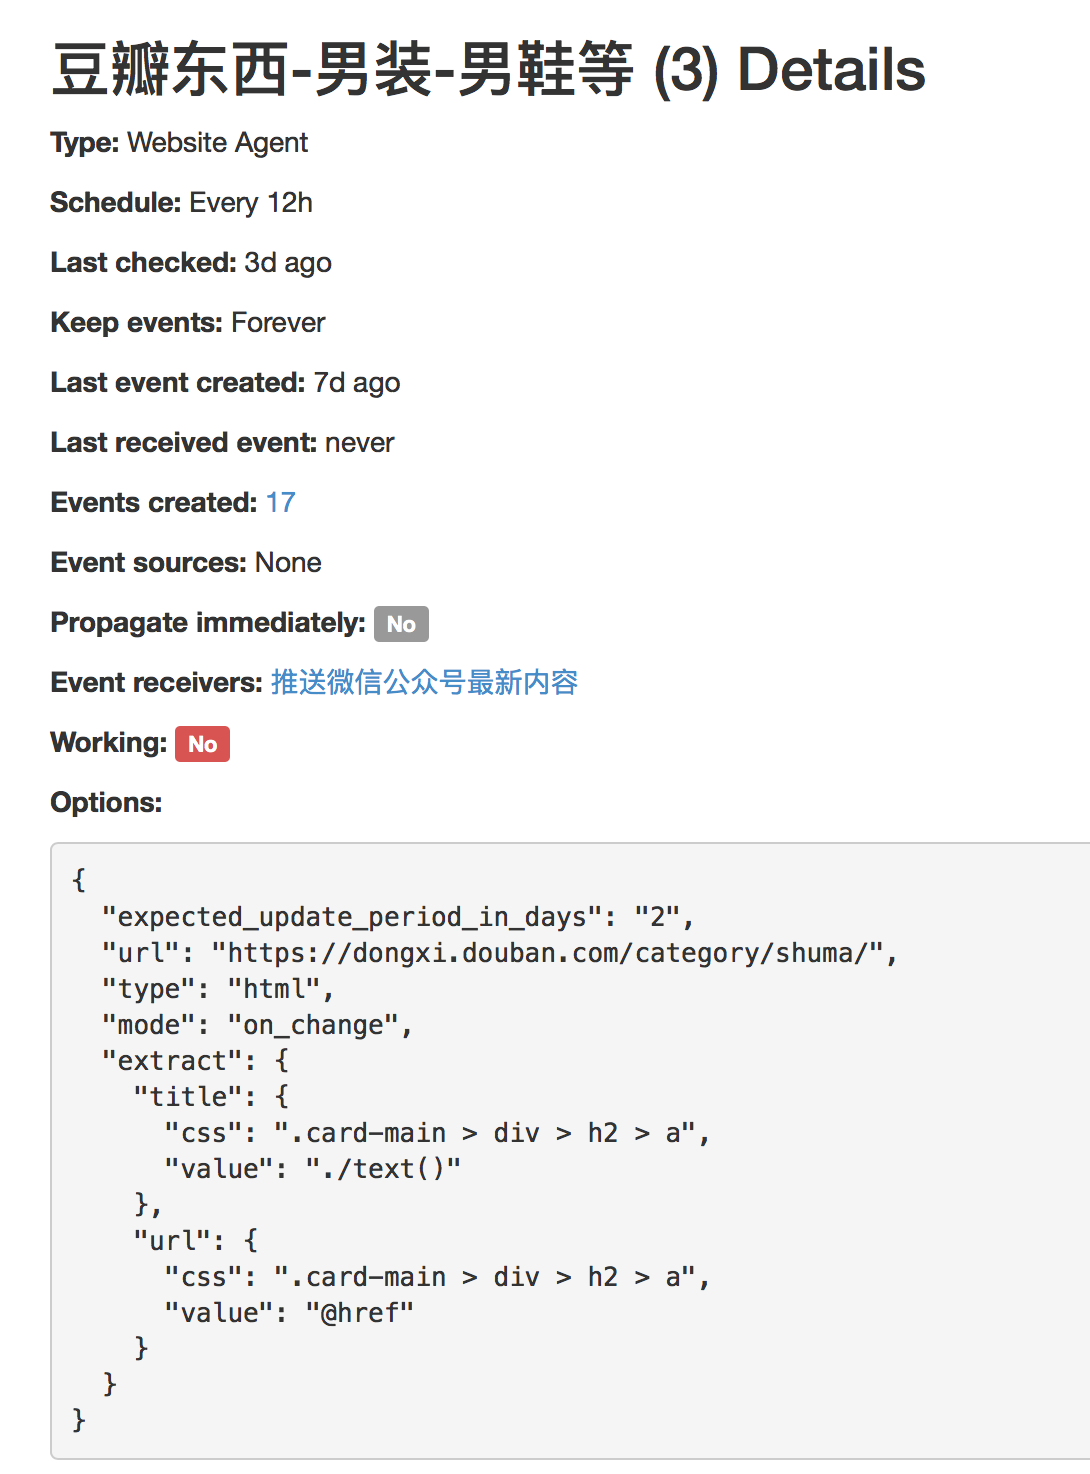 豆瓣东西-男装-男鞋等 (3) Details
Type: Website Agent
Schedule: Every 12h
Last checked: 3d ago
Keep events: Forever
Last event created: 7d ago
Last received event: never
Events created: 17
Event sources: None
Propagate immediately: No
Event receivers: 推送微信公众号最新内容
Working: No
Options:
{
  "expected_update_period_in_days": "2",
  "url": "https://dongxi.douban.com/category/shuma/",
  "type": "html",
  "mode": "on_change",
  "extract": {
    "title": {
      "css": ".card-main > div > h2 > a",
      "value": "./text()"
    },
    "url": {
      "css": ".card-main > div > h2 > a",
      "value": "@href"
    }
  }
}